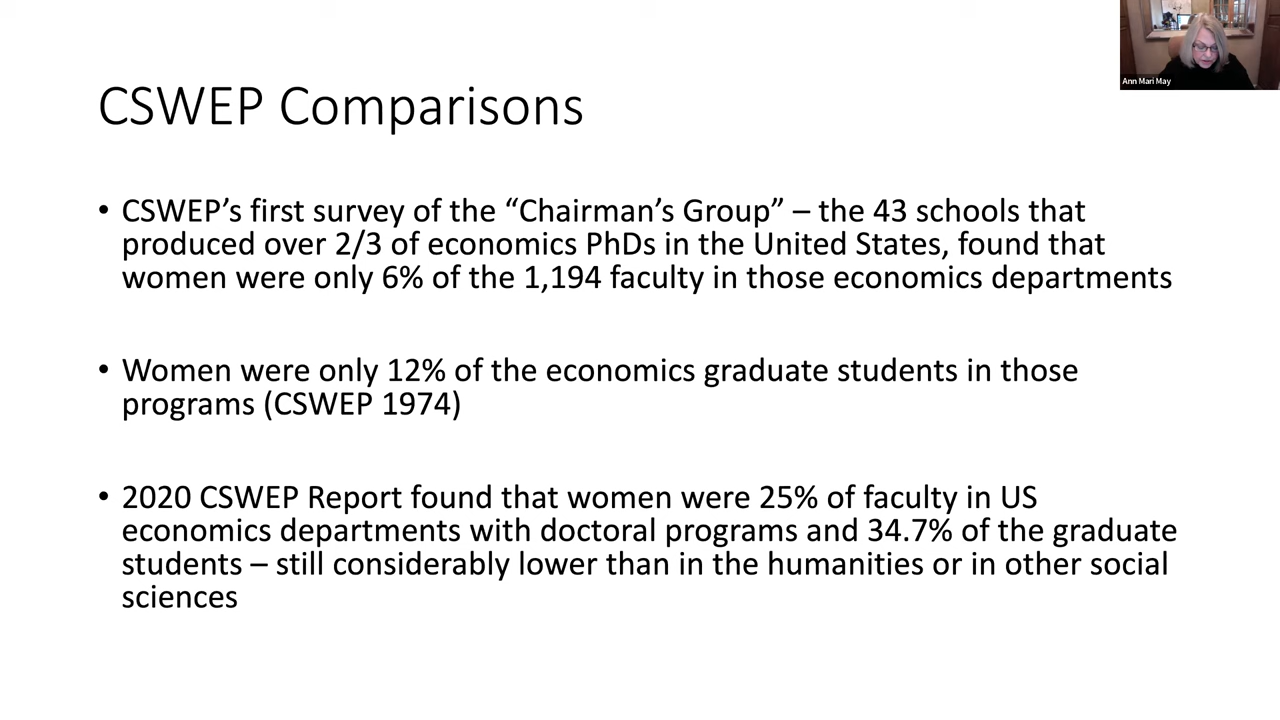 Ann Mari May
CSWEP Comparisons
• CSWEP’s first survey of the “Chairman’s Group” – the 43 schools that
produced over 2/3 of economics PhDs in the United States, found that
women were only 6% of the 1,194 faculty in those economics departments
• Women were only 12% of the economics graduate students in those
programs (CSWEP 1974)
• 2020 CSWEP Report found that women were 25% of faculty in US
economics departments with doctoral programs and 34.7% of the graduate
students – still considerably lower than in the humanities or in other social
sciences